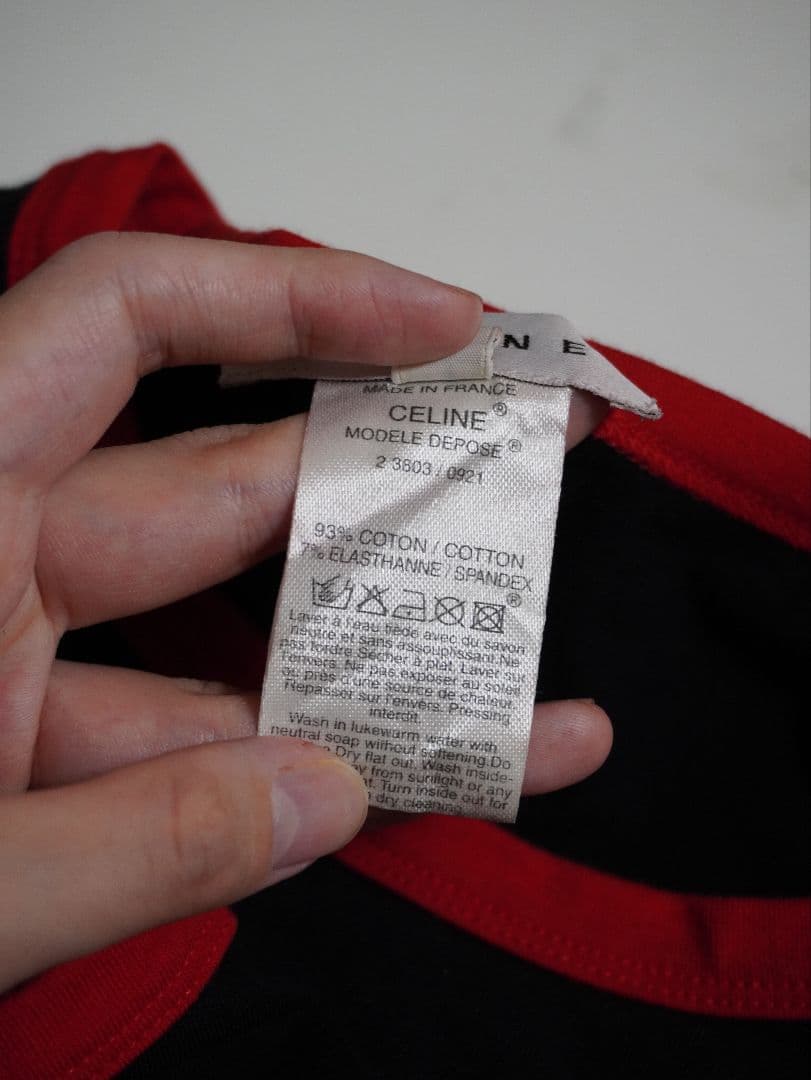 N E
MADE IN FRANCE
CELINE®
MODELE DEPOSE®
2 3603 / 0921
93% COTON / COTTON
7% ELASTHANNE / SPANDEX
®
Laver à l'eau tiède avec du savon
neutre et sans assouplissant. Ne
pas tordre. Sécher à plat. Laver sur
l'envers. Ne pas exposer au soleil
ou près d'une source de chaleur.
Repasser sur l'envers. Pressing
interdit.
Wash in lukewarm water with
neutral soap without softening. Do
Dry flat out. Wash inside-
from sunlight or any
Turn inside out for
dry cleaning